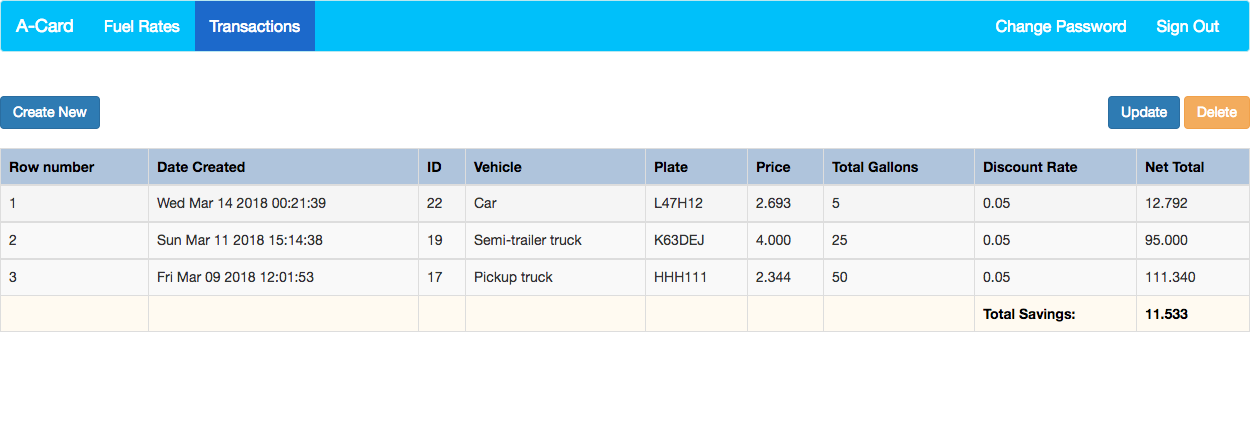 A-Card Fuel Rates Transactions Change Password Sign Out
Create New Update Delete
Row number Date Created ID Vehicle Plate Price Total Gallons Discount Rate Net Total
1 Wed Mar 14 2018 00:21:39 22 Car L47H12 2.693 5 0.05 12.792
2 Sun Mar 11 2018 15:14:38 19 Semi-trailer truck K63DEJ 4.000 25 0.05 95.000
3 Fri Mar 09 2018 12:01:53 17 Pickup truck HHH111 2.344 50 0.05 111.340
Total Savings: 11.533